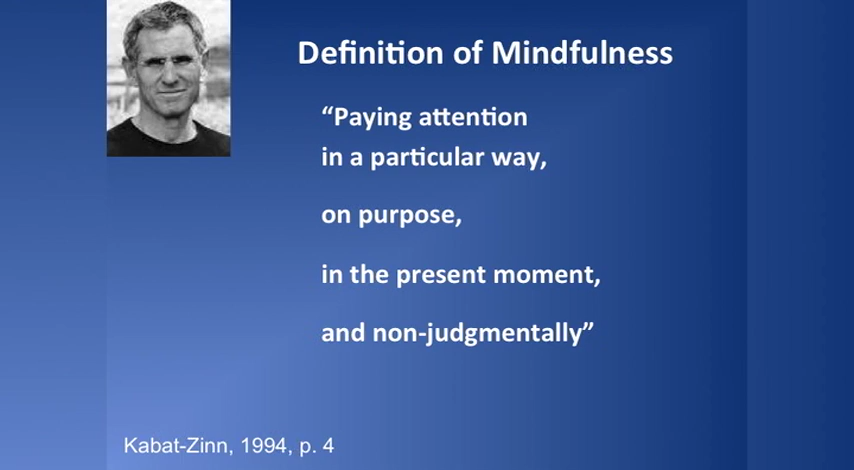 Definition of Mindfulness
“Paying attention
in a particular way,
on purpose,
in the present moment,
and non-judgmentally”
Kabat-Zinn, 1994, p. 4